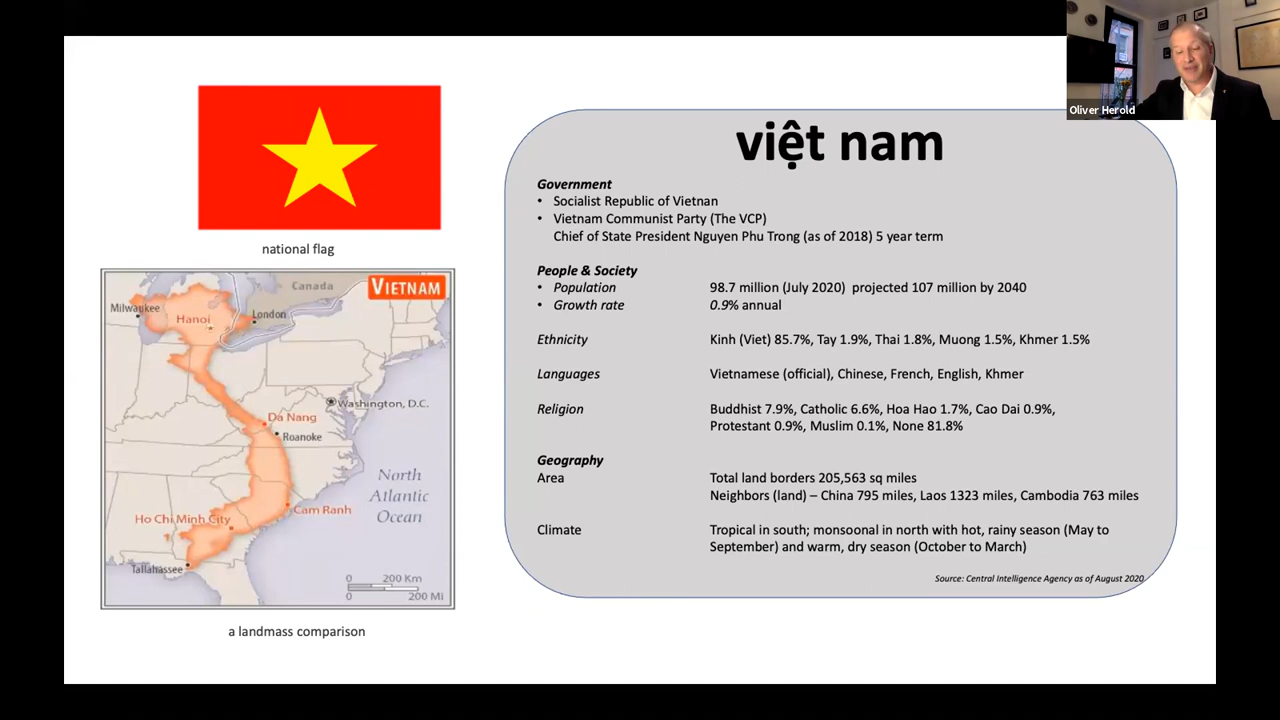 Oliver Herold
national flag
VIETNAM
Canada
Milwaukee
London
Hanoi
Washington, D.C.
Da Nang
Roanoke
North
Atlantic
Ocean
Cam Ranh
Ho Chi Minh City
Tallahassee
0 200 Km
0 200 Mi
a landmass comparison
việt nam
Government
• Socialist Republic of Vietnan
• Vietnam Communist Party (The VCP)
Chief of State President Nguyen Phu Trong (as of 2018) 5 year term
People & Society
• Population 98.7 million (July 2020) projected 107 million by 2040
• Growth rate 0.9% annual
Ethnicity Kinh (Viet) 85.7%, Tay 1.9%, Thai 1.8%, Muong 1.5%, Khmer 1.5%
Languages Vietnamese (official), Chinese, French, English, Khmer
Religion Buddhist 7.9%, Catholic 6.6%, Hoa Hao 1.7%, Cao Dai 0.9%,
Protestant 0.9%, Muslim 0.1%, None 81.8%
Geography
Area Total land borders 205,563 sq miles
Neighbors (land) – China 795 miles, Laos 1323 miles, Cambodia 763 miles
Climate Tropical in south; monsoonal in north with hot, rainy season (May to
September) and warm, dry season (October to March)
Source: Central Intelligence Agency as of August 2020